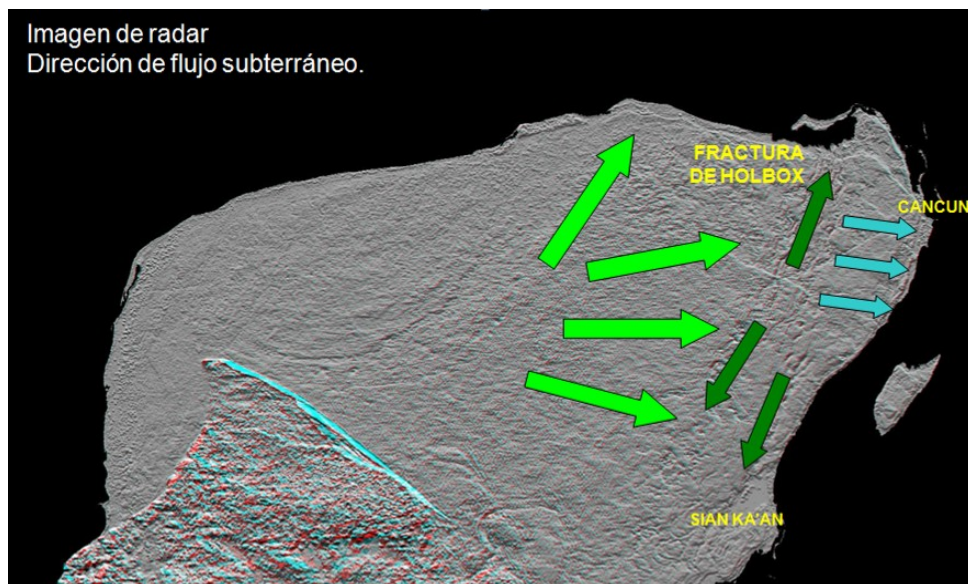 Imagen de radar
Dirección de flujo subterráneo.
FRACTURA
DE HOLBOX
CANCUN
SIAN KA'AN